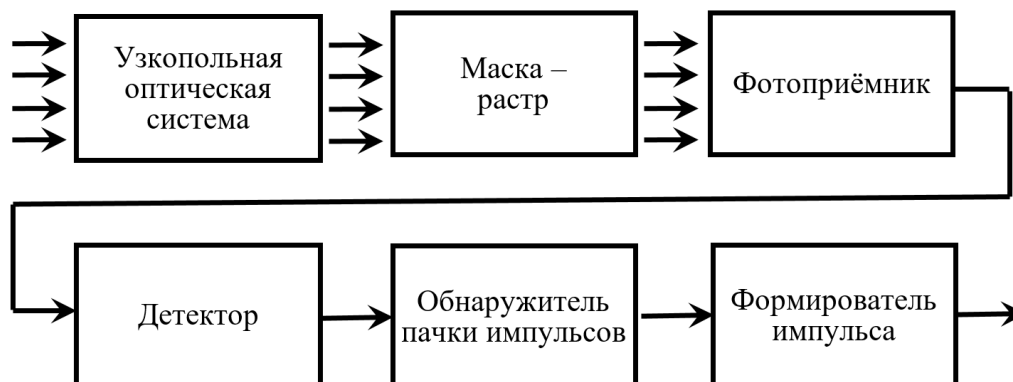 Узкопольная
оптическая
система
Маска –
растр
Фотоприёмник
Детектор
Обнаружитель
пачки импульсов
Формирователь
импульса